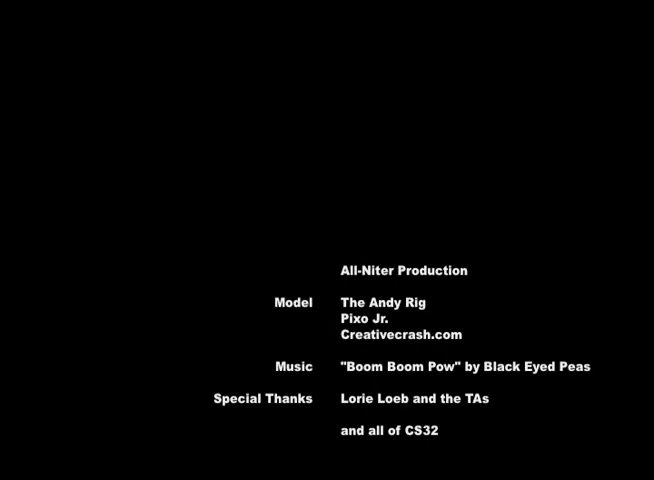 All-Niter Production
Model The Andy Rig
Pixo Jr.
Creativecrash.com
Music "Boom Boom Pow" by Black Eyed Peas
Special Thanks Lorie Loeb and the TAs
and all of CS32